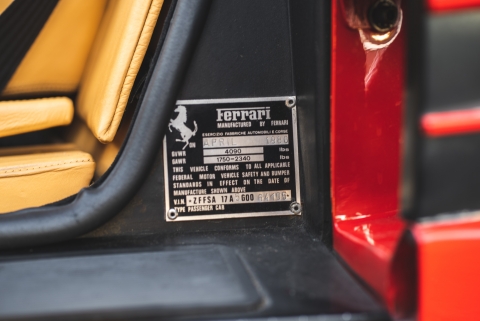 Ferrari
MANUFACTURED BY FERRARI
ESERCIZIO FABBRICHE AUTOMOBILI E CORSE
ON APRIL
GVWR 4090 lbs
GAWR 1750-2340 lbs
THIS VEHICLE CONFORMS TO ALL APPLICABLE
FEDERAL MOTOR VEHICLE SAFETY AND BUMPER
STANDARDS IN EFFECT ON THE DATE OF
MANUFACTURE SHOWN ABOVE
V.I.N. ZFFSA 17A
TYPE PASSENGER CAR